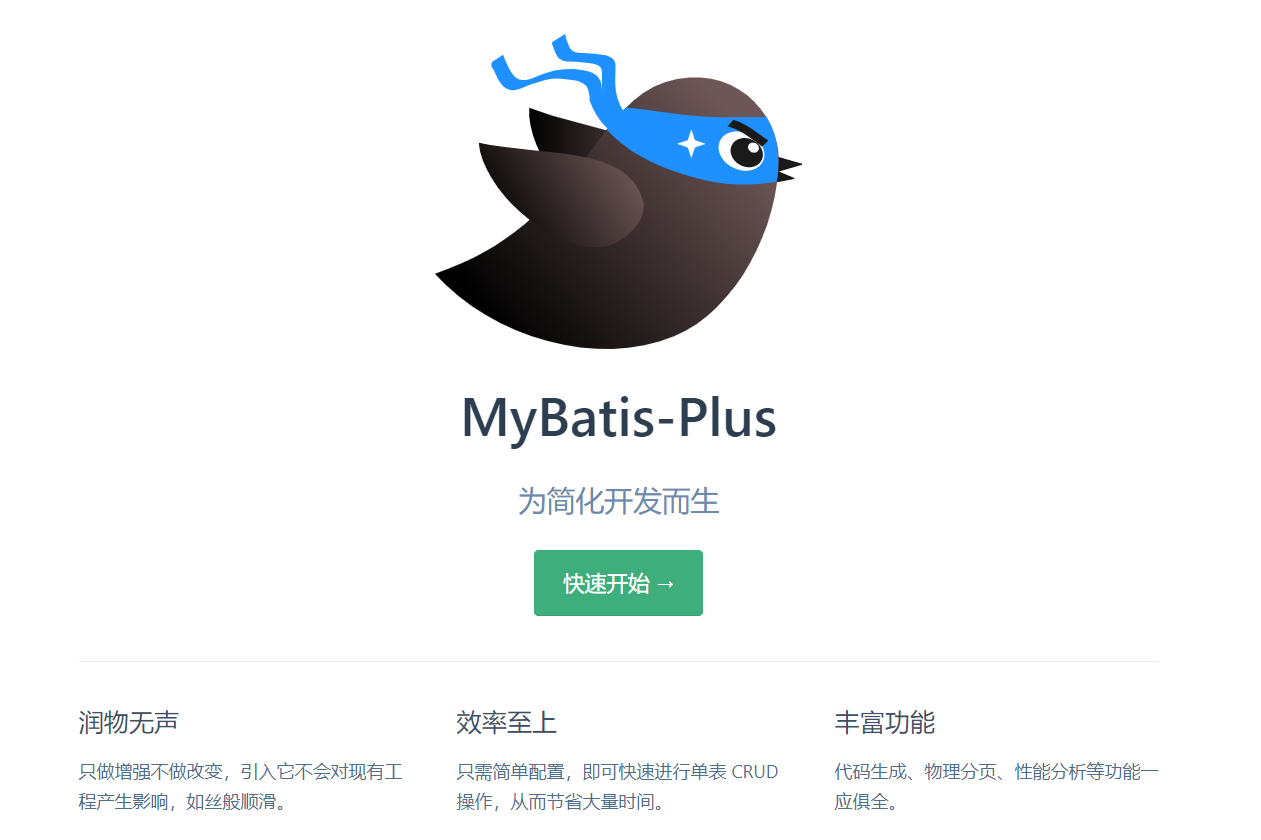 MyBatis-Plus
为简化开发而生
快速开始 →
润物无声
只做增强不做改变，引入它不会对现有工
程产生影响，如丝般顺滑。
效率至上
只需简单配置，即可快速进行单表 CRUD
操作，从而节省大量时间。
丰富功能
代码生成、物理分页、性能分析等功能一
应俱全。